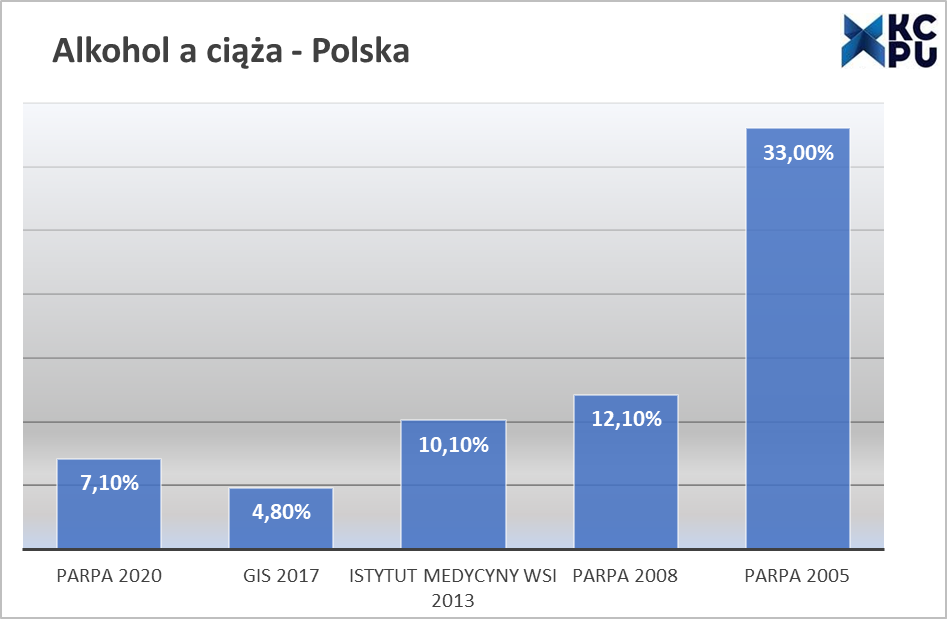 Alkohol a ciąża - Polska
KC
PU
33,00%
12,10%
10,10%
7,10%
4,80%
PARPA 2020
GIS 2017
ISTYTUT MEDYCYNY WSI
2013
PARPA 2008
PARPA 2005